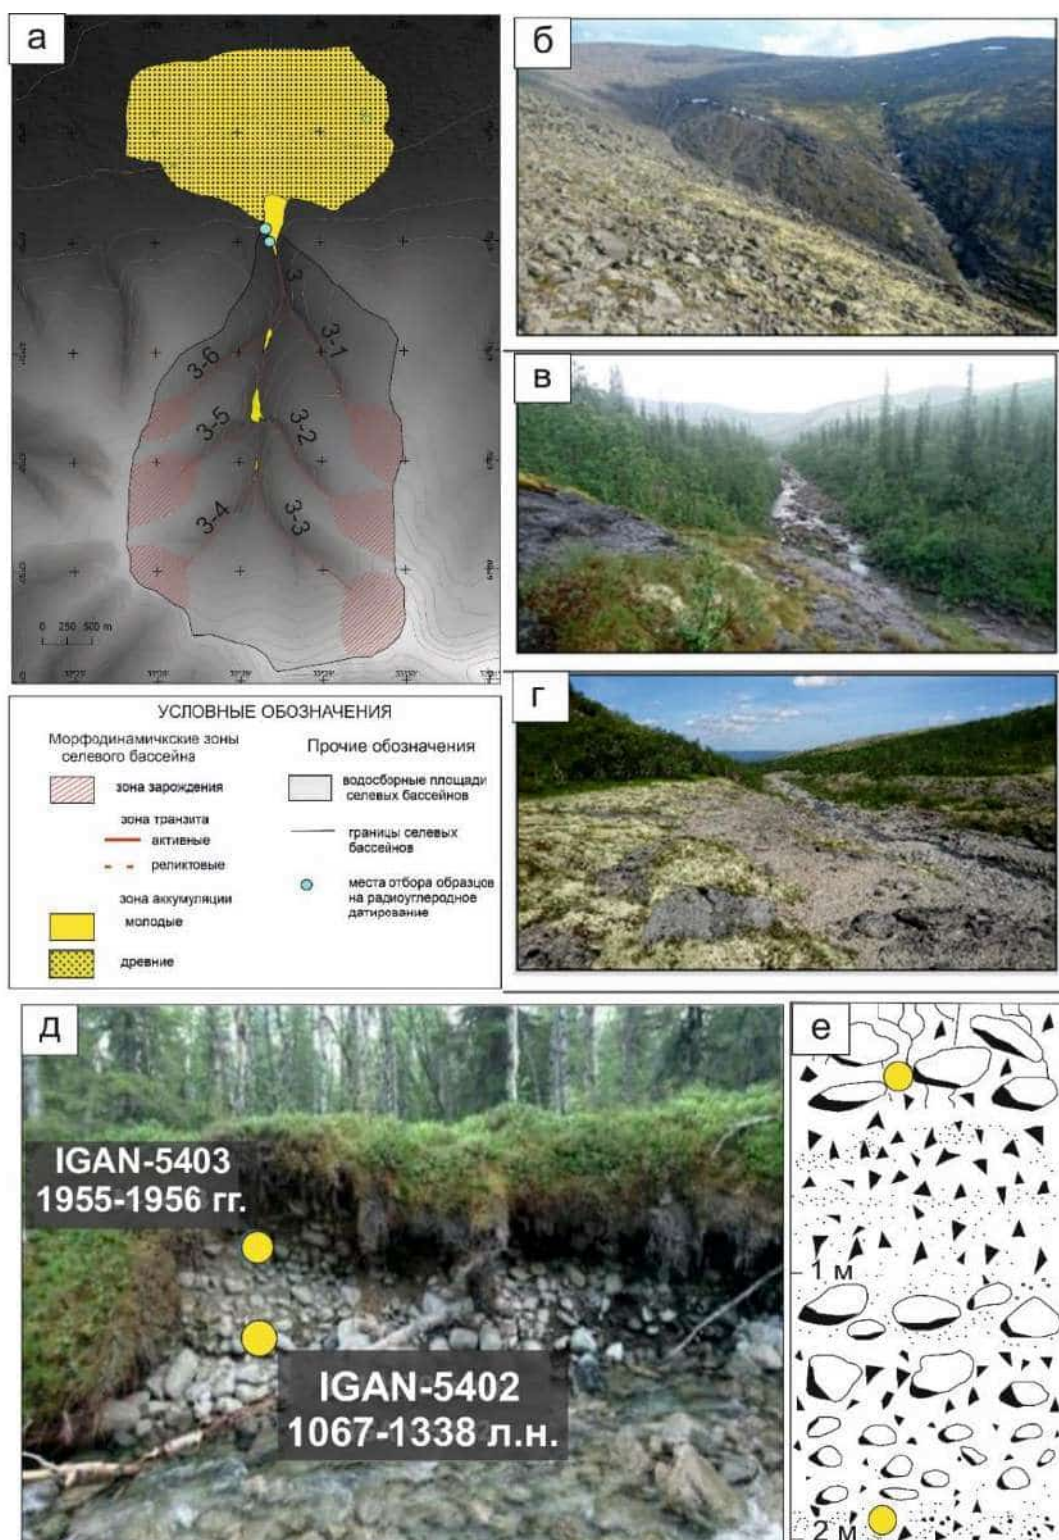 а
3
3-1
3-6
3-5
3-2
3-4
3-3
0 250 500 m
б
в
г
УСЛОВНЫЕ ОБОЗНАЧЕНИЯ
Морфодинамичкские зоны
селевого бассейна
зона зарождения
зона транзита
активные
реликтовые
зона аккумуляции
молодые
древние
Прочие обозначения
водосборные площади
селевых бассейнов
границы селевых
бассейнов
места отбора образцов
на радиоуглеродное
датирование
д
IGAN-5403
1955-1956 гг.
IGAN-5402
1067-1338 л.н.
е
1 м
2 м